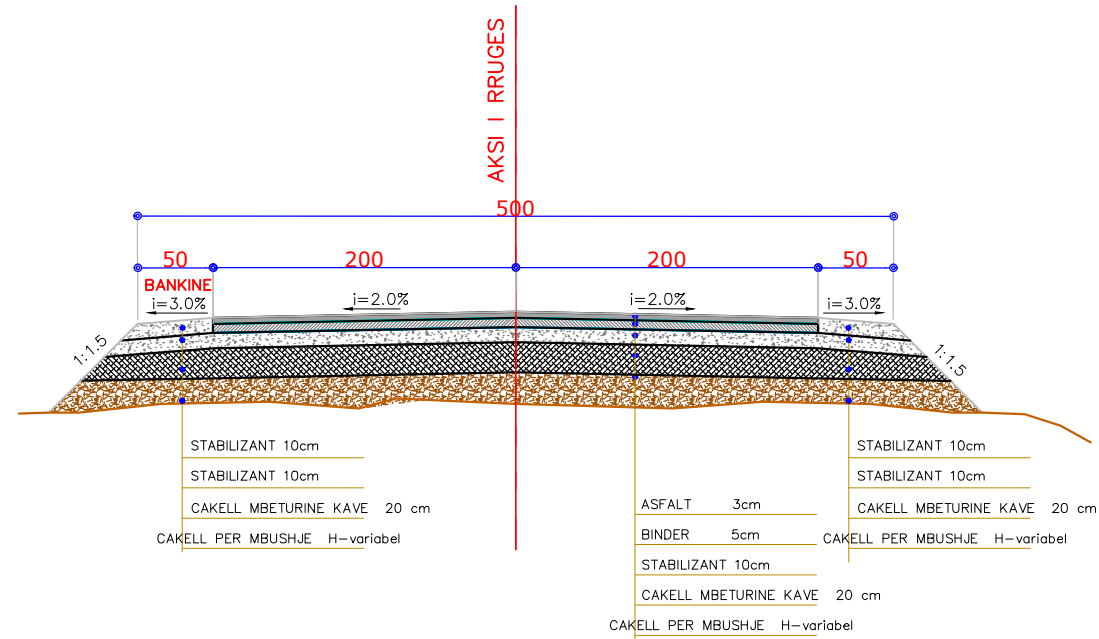 AKSI I RRUGES
500
50
200
200
50
BANKINE
i=3.0%
i=2.0%
i=2.0%
i=3.0%
1:1.5
1:1.5
STABILIZANT 10cm
STABILIZANT 10cm
CAKELL MBETURINE KAVE 20 cm
CAKELL PER MBUSHJE H-variabel
ASFALT 3cm
BINDER 5cm
STABILIZANT 10cm
CAKELL MBETURINE KAVE 20 cm
CAKELL PER MBUSHJE H-variabel
STABILIZANT 10cm
STABILIZANT 10cm
CAKELL MBETURINE KAVE 20 cm
CAKELL PER MBUSHJE H-variabel